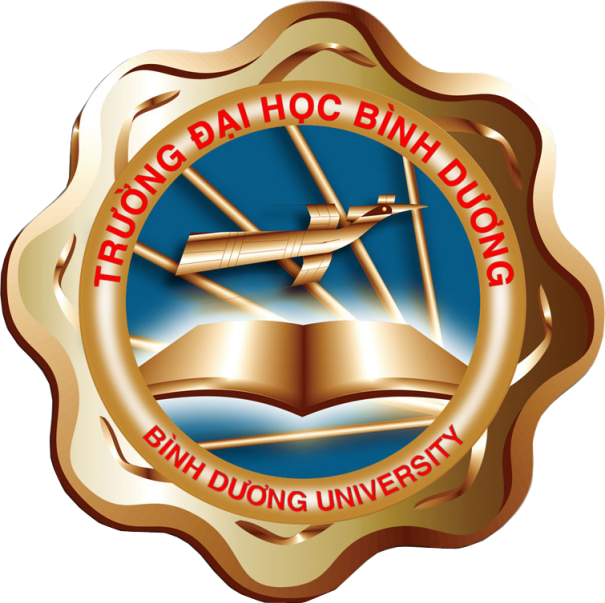 TRƯỜNG ĐẠI HỌC BÌNH DƯƠNG
BÌNH DƯƠNG UNIVERSITY